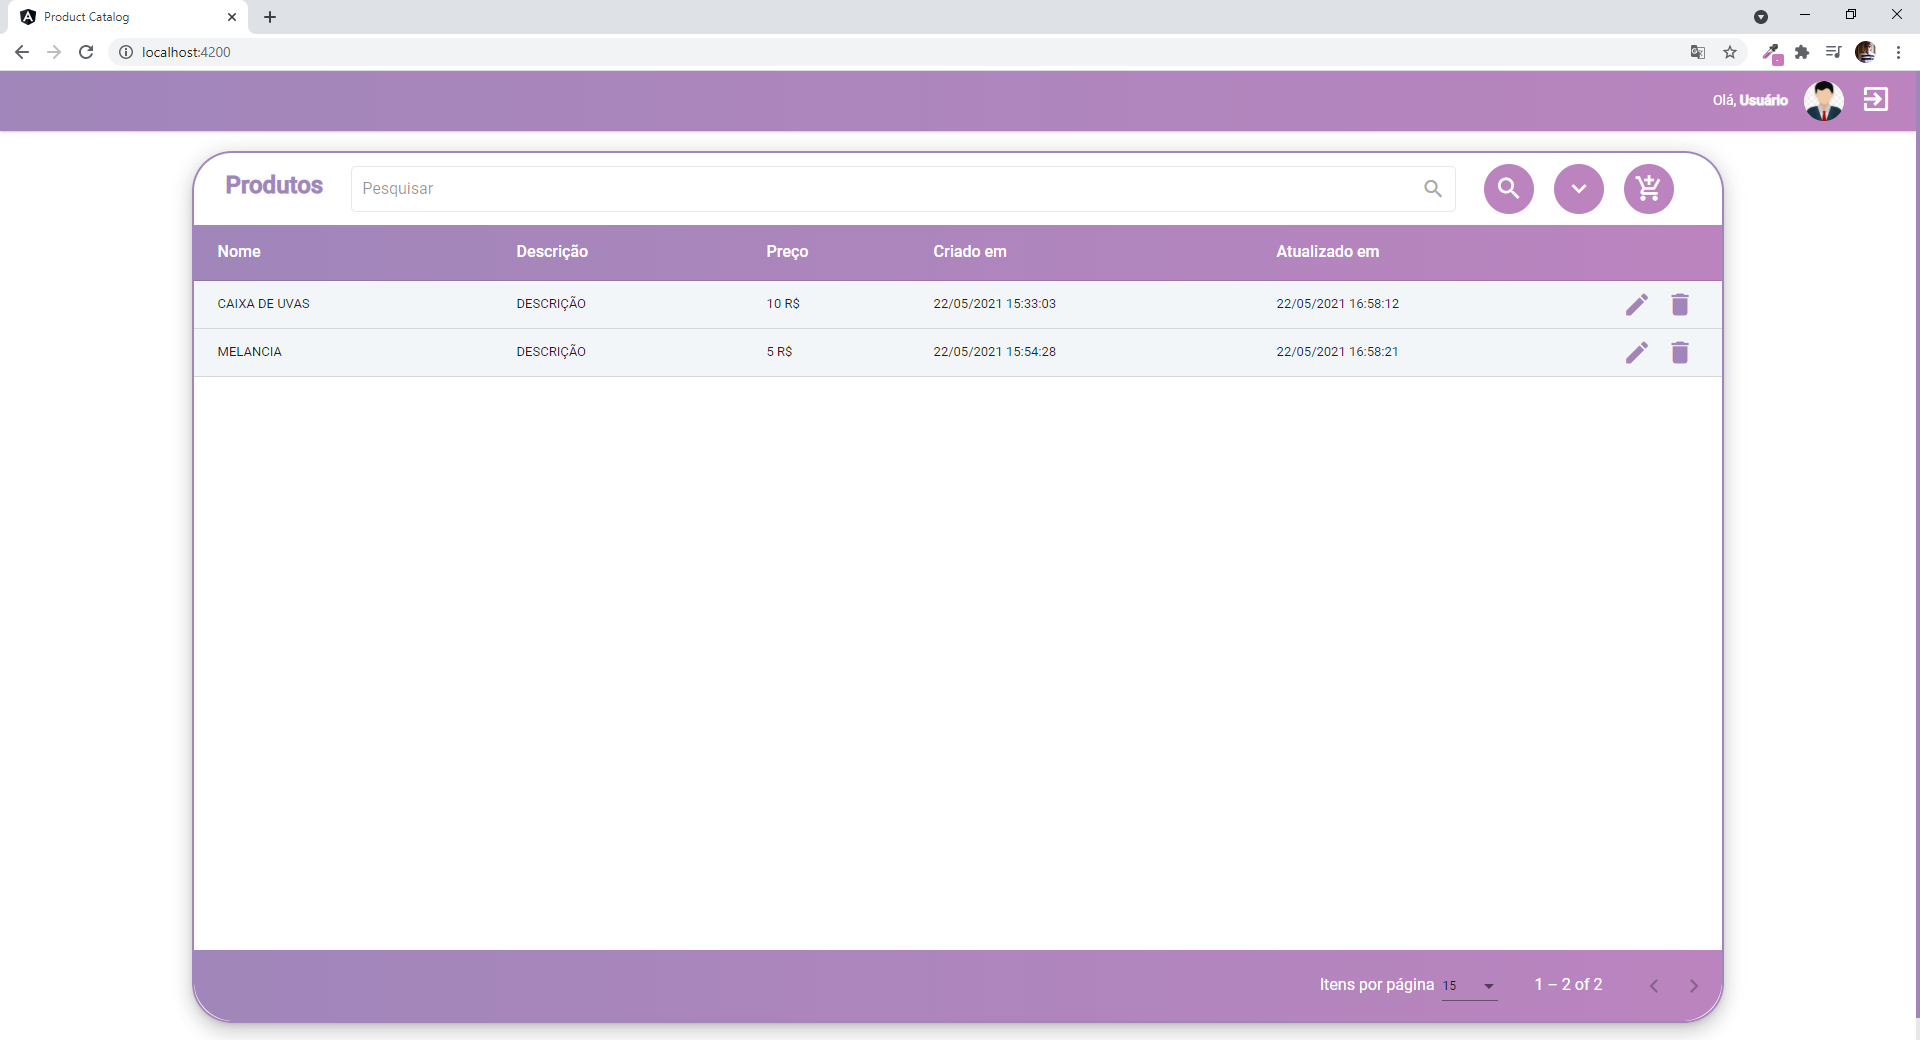 Product Catalog
localhost:4200
Olá, Usuário
Produtos
Pesquisar
Nome Descrição Preço Criado em Atualizado em
CAIXA DE UVAS DESCRIÇÃO 10 R$ 22/05/2021 15:33:03 22/05/2021 16:58:12
MELANCIA DESCRIÇÃO 5 R$ 22/05/2021 15:54:28 22/05/2021 16:58:21
Itens por página 15 1 – 2 of 2